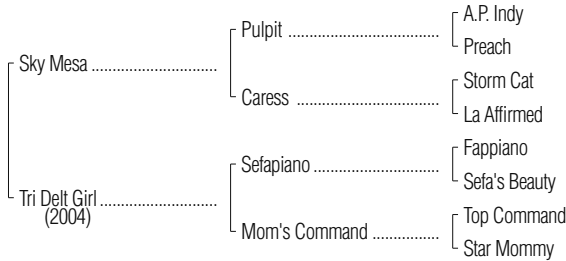 A.P. Indy
Pulpit ................................
Preach
Sky Mesa ..............................
Storm Cat
Caress ..............................
La Affirmed
Fappiano
Sefapiano ..........................
Sefa's Beauty
Tri Delt Girl ............................
(2004)
Top Command
Mom's Command .................
Star Mommy